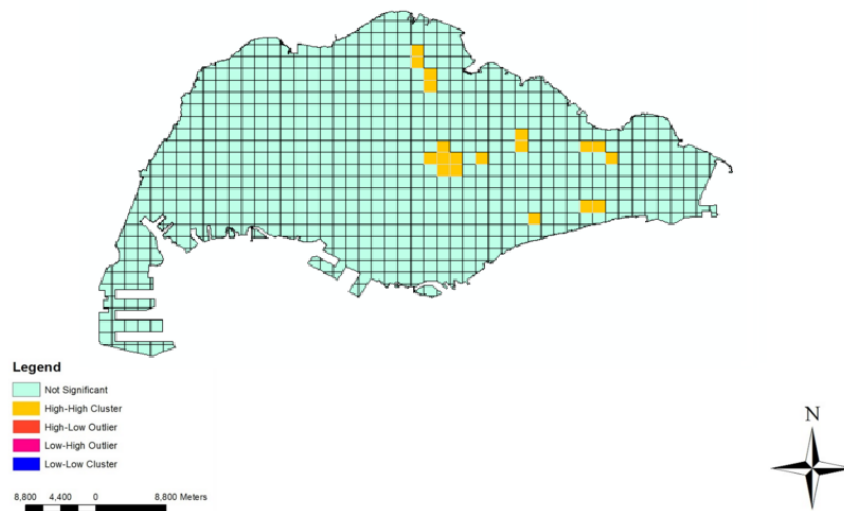 Legend
Not Significant
High-High Cluster
High-Low Outlier
Low-High Outlier
Low-Low Cluster
N
8,800 4,400 0 8,800 Meters